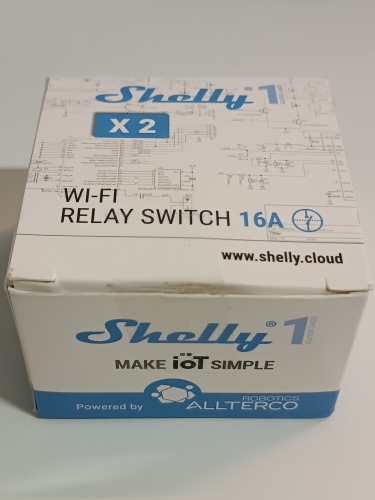 Shelly® 1
X 2
WI-FI
RELAY SWITCH 16A
www.shelly.cloud
Shelly® 1
MAKE IoT SIMPLE
Powered by ROBOTICS
ALLTERCO